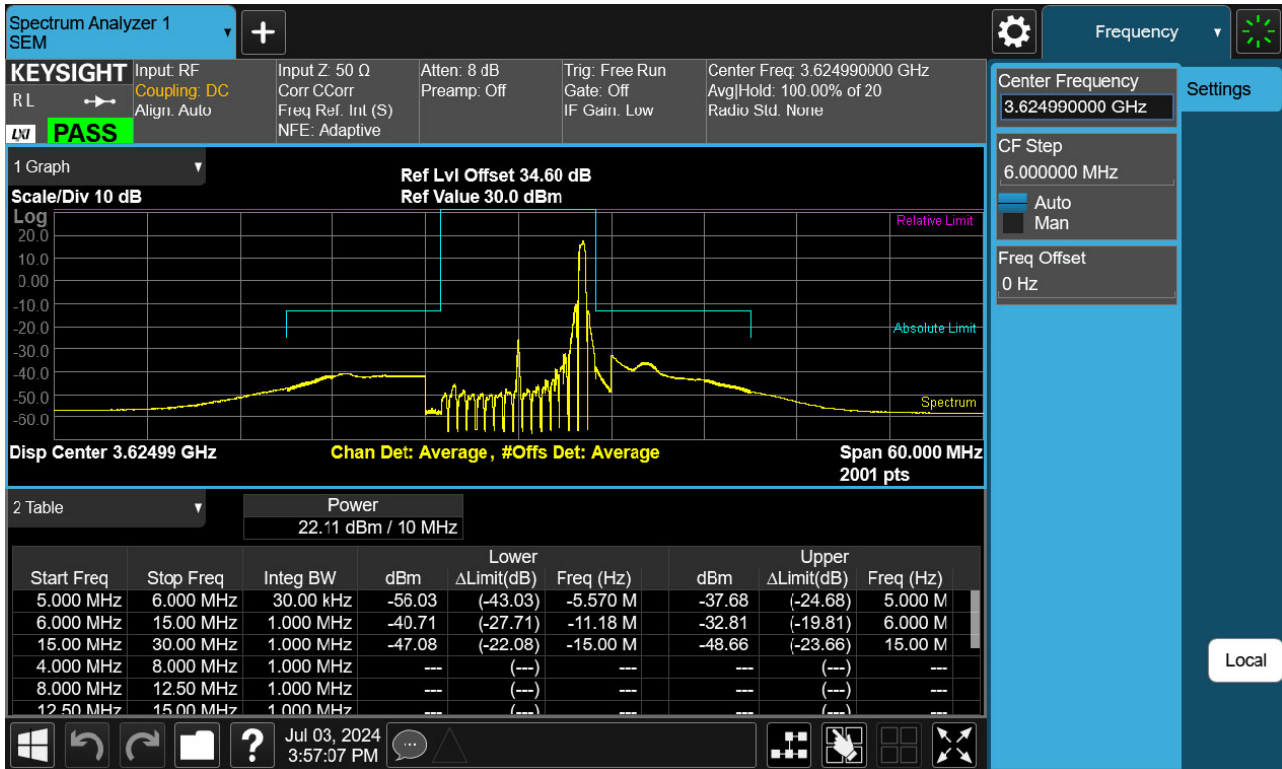 Spectrum Analyzer 1
SEM
+
Frequency
KEYSIGHT
R L
LXI
PASS
Input: RF
Coupling: DC
Align: Auto
Input Z: 50 Ω
Corr CCorr
Freq Ref: Int (S)
NFE: Adaptive
Atten: 8 dB
Preamp: Off
Trig: Free Run
Gate: Off
IF Gain: Low
Center Freq: 3.624990000 GHz
Avg|Hold: 100.00% of 20
Radio Std: None
Center Frequency
3.624990000 GHz
Settings
CF Step
6.000000 MHz
Auto
Man
Freq Offset
0 Hz
Local
1 Graph
Scale/Div 10 dB
Ref Lvl Offset 34.60 dB
Ref Value 30.0 dBm
Log
20.0
10.0
0.00
-10.0
-20.0
-30.0
-40.0
-50.0
-60.0
Relative Limit
Absolute Limit
Spectrum
Disp Center 3.62499 GHz
Chan Det: Average, #Offs Det: Average
Span 60.000 MHz
2001 pts
2 Table
Power
22.11 dBm / 10 MHz
Lower Upper
Start Freq Stop Freq Integ BW dBm ΔLimit(dB) Freq (Hz) dBm ΔLimit(dB) Freq (Hz)
5.000 MHz 6.000 MHz 30.00 kHz -56.03 (-43.03) -5.570 M -37.68 (-24.68) 5.000 M
6.000 MHz 15.00 MHz 1.000 MHz -40.71 (-27.71) -11.18 M -32.81 (-19.81) 6.000 M
15.00 MHz 30.00 MHz 1.000 MHz -47.08 (-22.08) -15.00 M -48.66 (-23.66) 15.00 M
4.000 MHz 8.000 MHz 1.000 MHz --- (---) --- --- (---) ---
8.000 MHz 12.50 MHz 1.000 MHz --- (---) --- --- (---) ---
12.50 MHz 15.00 MHz 1.000 MHz --- (---) --- --- (---) ---
?
Jul 03, 2024
3:57:07 PM